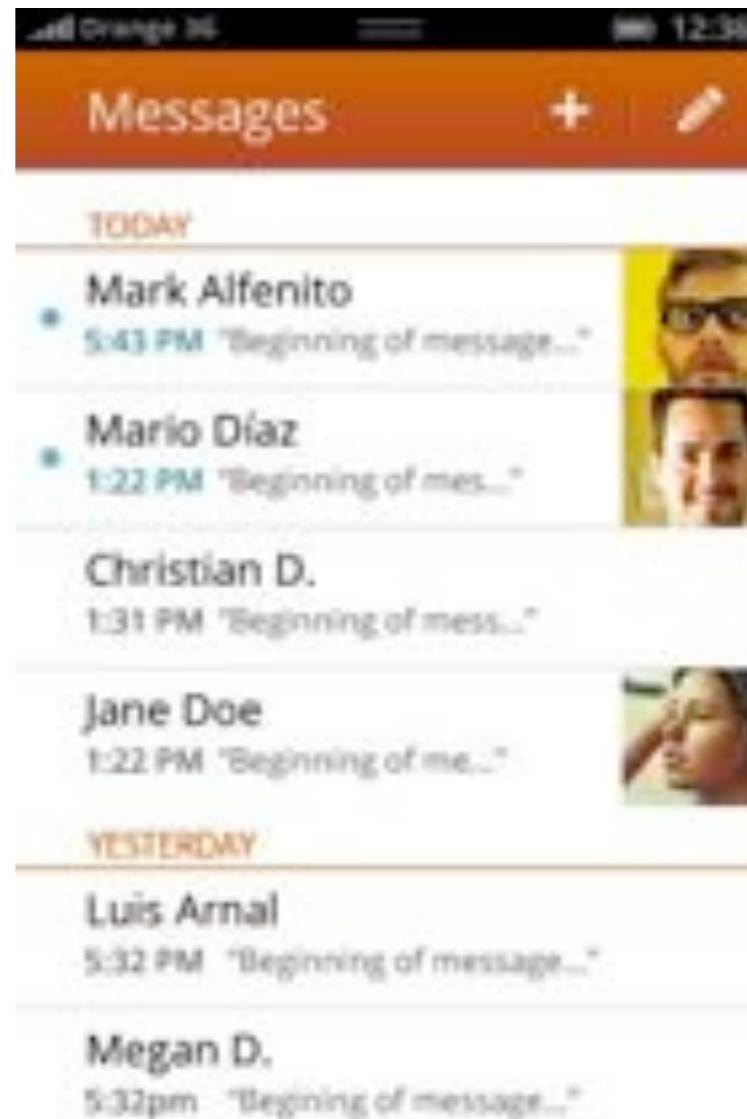 Orange 3G 12:38
Messages
TODAY
Mark Alfenito
5:43 PM "Beginning of message..."
Mario Díaz
1:22 PM "Beginning of mes..."
Christian D.
1:31 PM "Beginning of mess..."
Jane Doe
1:22 PM "Beginning of me..."
YESTERDAY
Luis Arnal
5:32 PM "Beginning of message..."
Megan D.
5:32pm "Begining of message..."